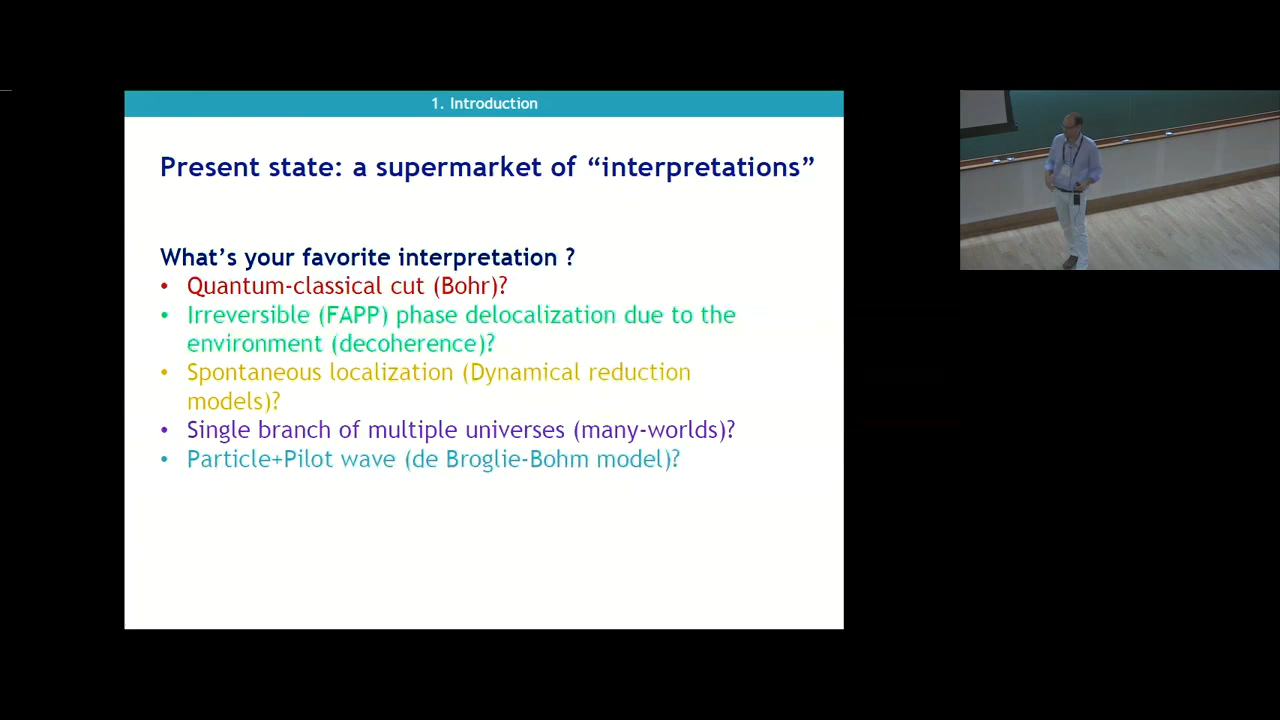 1. Introduction
Present state: a supermarket of “interpretations”
What’s your favorite interpretation ?
• Quantum-classical cut (Bohr)?
• Irreversible (FAPP) phase delocalization due to the
environment (decoherence)?
• Spontaneous localization (Dynamical reduction
models)?
• Single branch of multiple universes (many-worlds)?
• Particle+Pilot wave (de Broglie-Bohm model)?